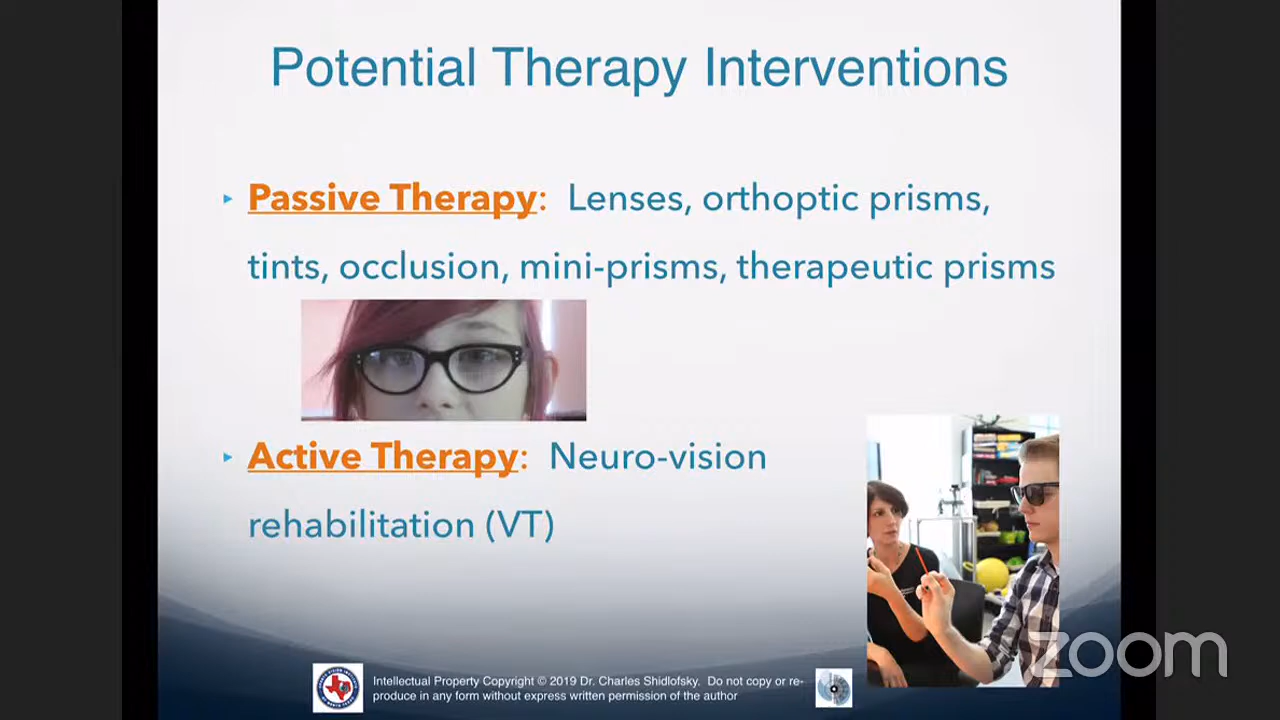 Potential Therapy Interventions
Passive Therapy: Lenses, orthoptic prisms,
tints, occlusion, mini-prisms, therapeutic prisms
Active Therapy: Neuro-vision
rehabilitation (VT)
Intellectual Property Copyright © 2019 Dr. Charles Shidlofsky. Do not copy or re-
produce in any form without express written permission of the author
zoom